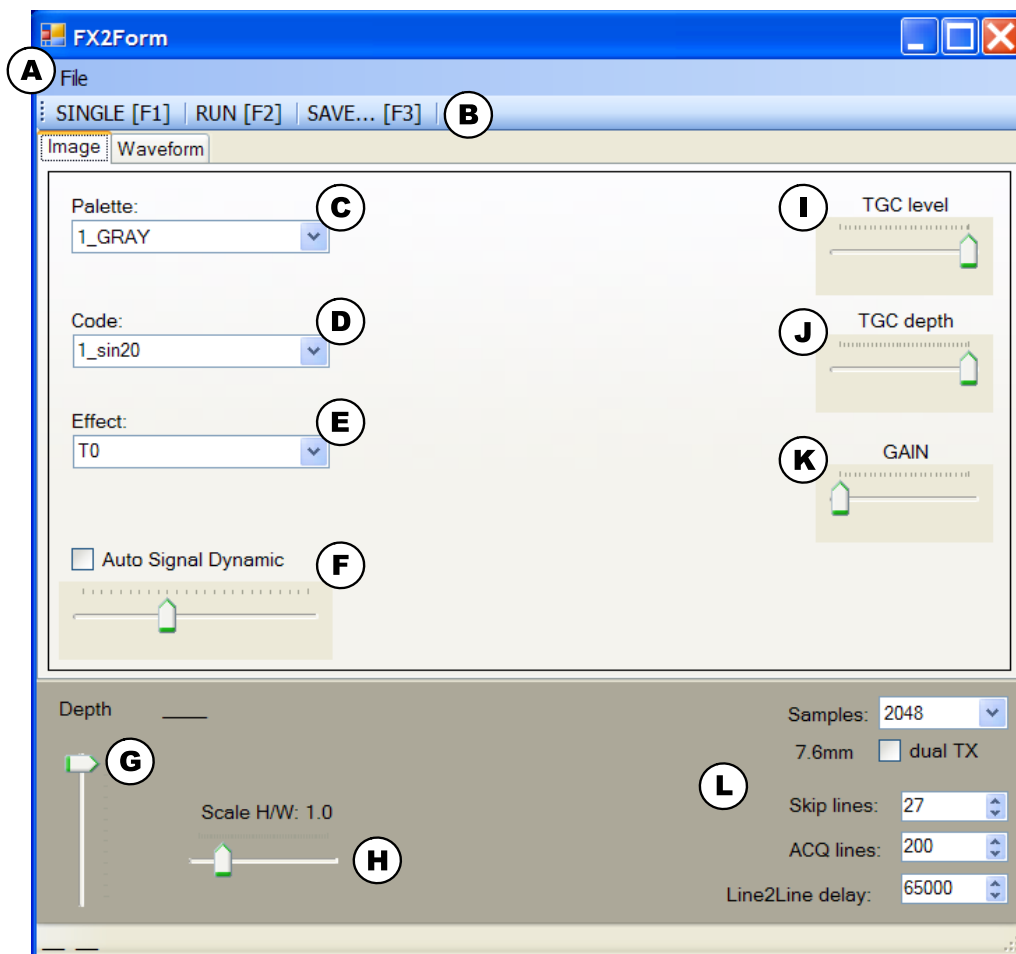 FX2Form
A
File
SINGLE [F1] RUN [F2] SAVE... [F3] B
Image Waveform
Palette: C
1_GRAY
I TGC level
Code: D
1_sin20
J TGC depth
Effect: E
T0
K GAIN
Auto Signal Dynamic F
Depth
G
Scale H/W: 1.0
H
Samples: 2048
7.6mm dual TX
L
Skip lines: 27
ACQ lines: 200
Line2Line delay: 65000